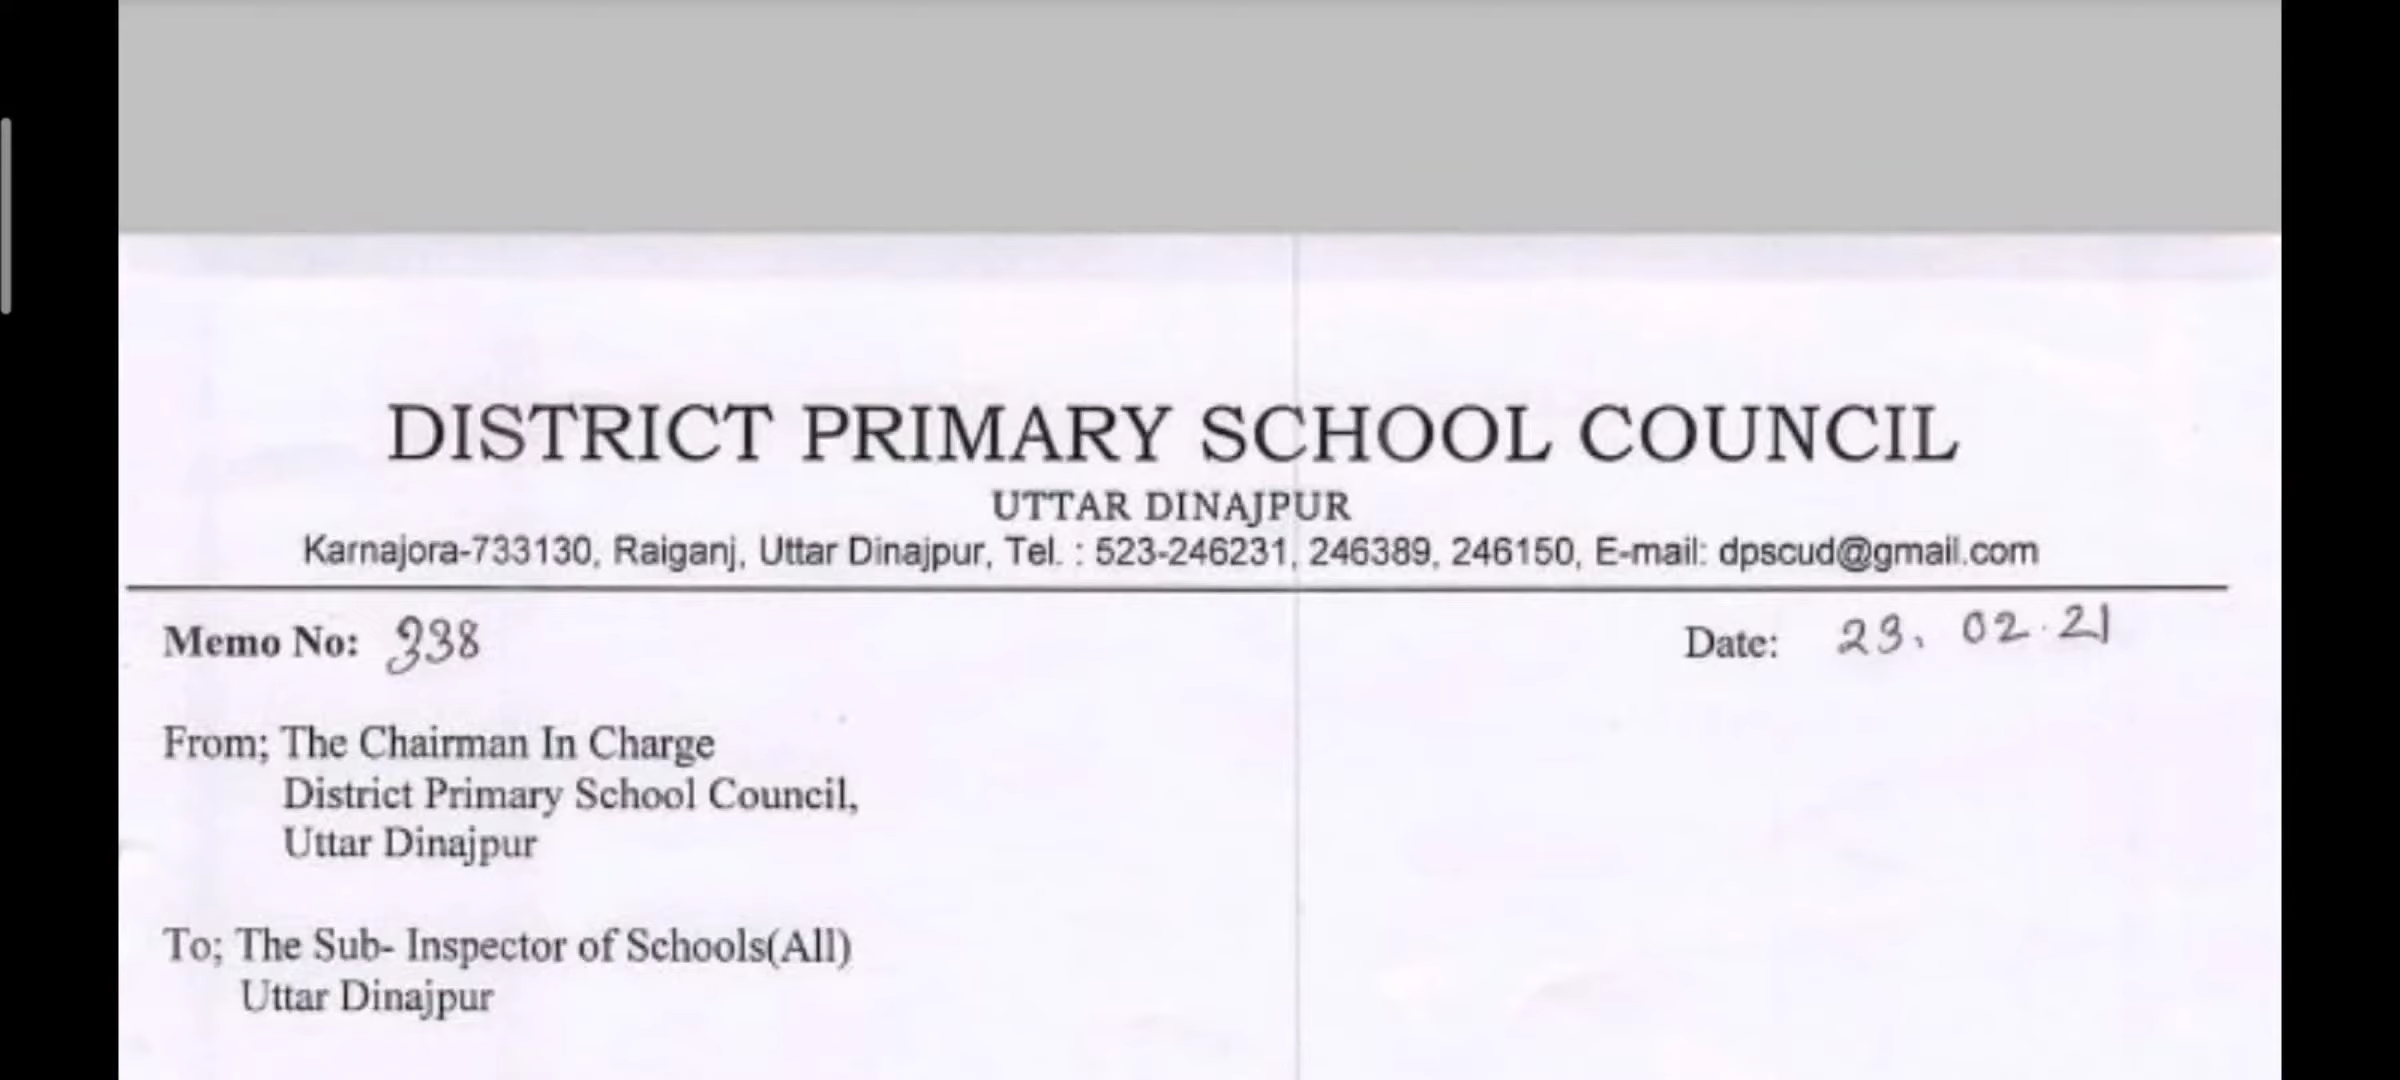 DISTRICT PRIMARY SCHOOL COUNCIL
UTTAR DINAJPUR
Karnajora-733130, Raiganj, Uttar Dinajpur, Tel. : 523-246231, 246389, 246150, E-mail: dpscud@gmail.com
Memo No: 338 Date: 23. 02.21
From; The Chairman In Charge
District Primary School Council,
Uttar Dinajpur
To; The Sub- Inspector of Schools(All)
Uttar Dinajpur